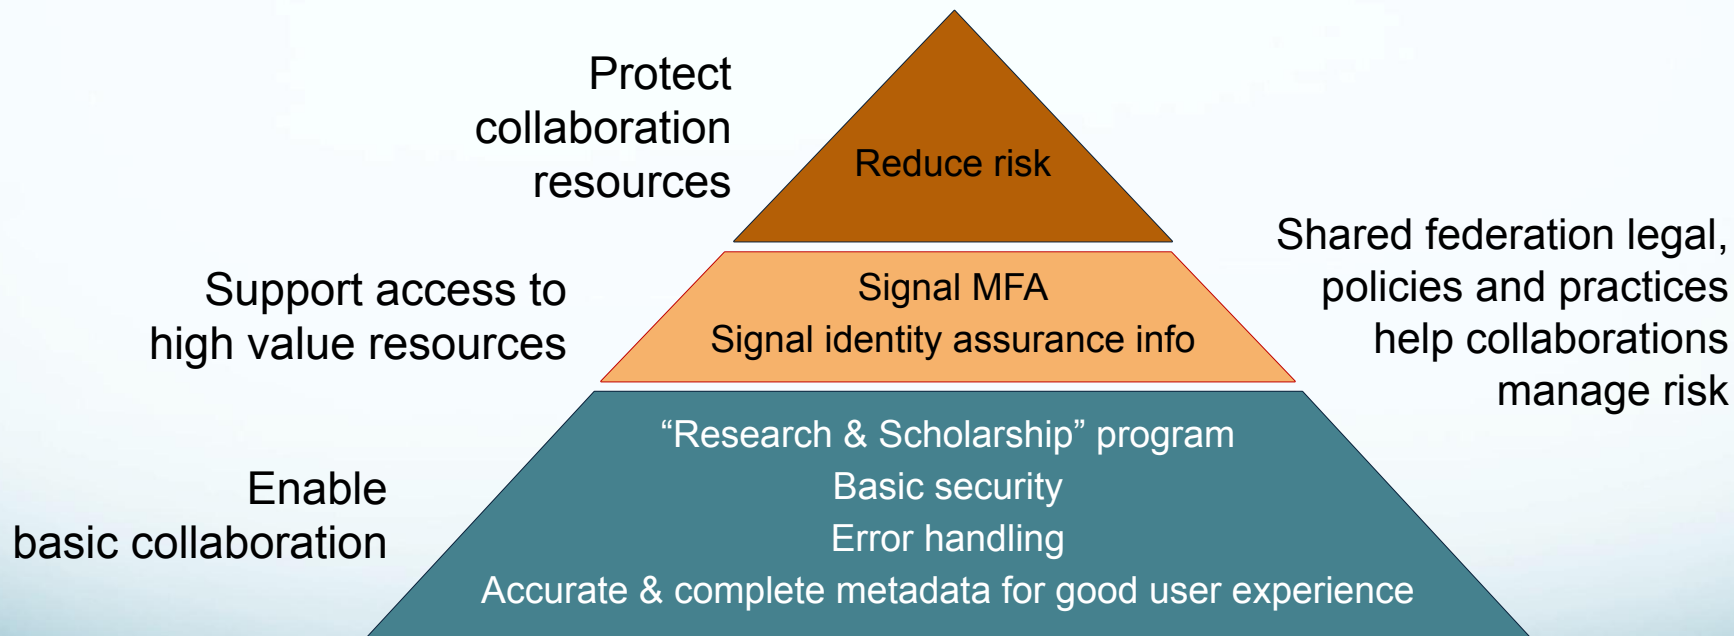 Protect
collaboration
resources
Reduce risk
Support access to
high value resources
Signal MFA
Signal identity assurance info
Shared federation legal,
policies and practices
help collaborations
manage risk
Enable
basic collaboration
“Research & Scholarship” program
Basic security
Error handling
Accurate & complete metadata for good user experience